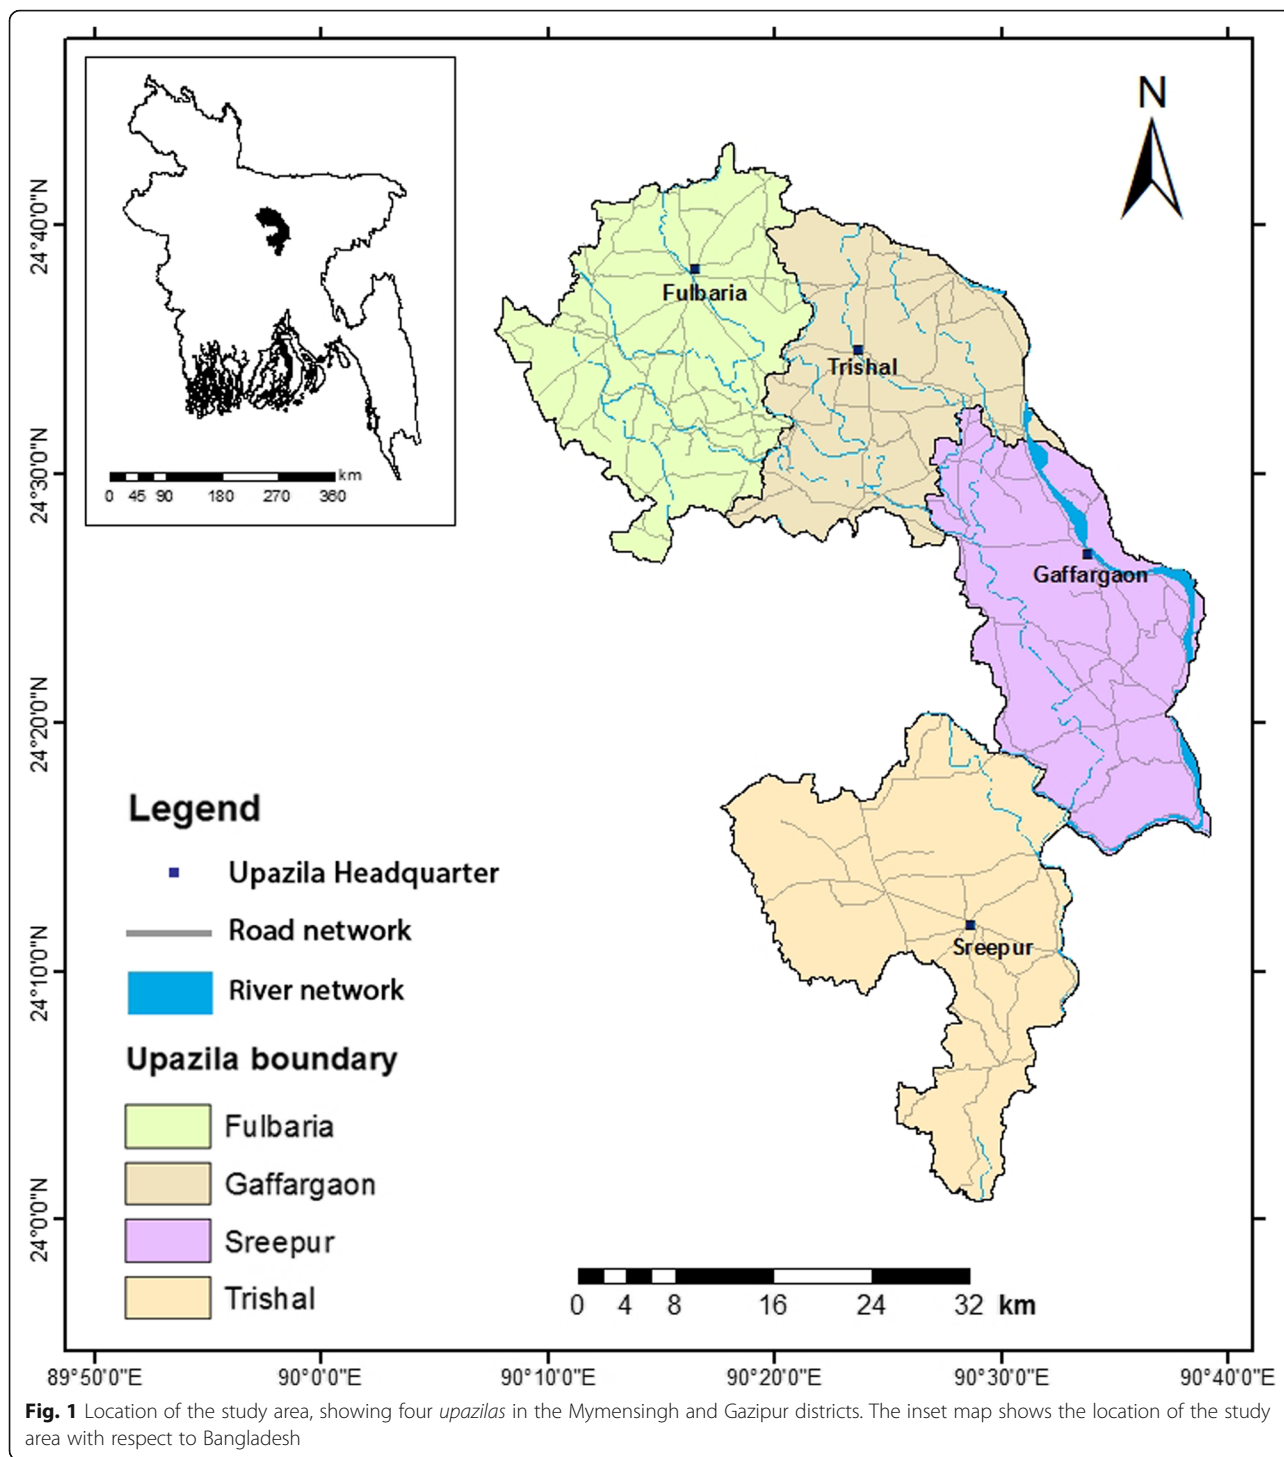 N
km
0 45 90 180 270 360
24°40'0"N
24°30'0"N
24°20'0"N
24°10'0"N
24°0'0"N
Fulbaria
Trishal
Gaffargaon
Sreepur
Legend
Upazila Headquarter
Road network
River network
Upazila boundary
Fulbaria
Gaffargaon
Sreepur
Trishal
0 4 8 16 24 32 km
89°50'0"E 90°0'0"E 90°10'0"E 90°20'0"E 90°30'0"E 90°40'0"E
Fig. 1 Location of the study area, showing four upazilas in the Mymensingh and Gazipur districts. The inset map shows the location of the study
area with respect to Bangladesh